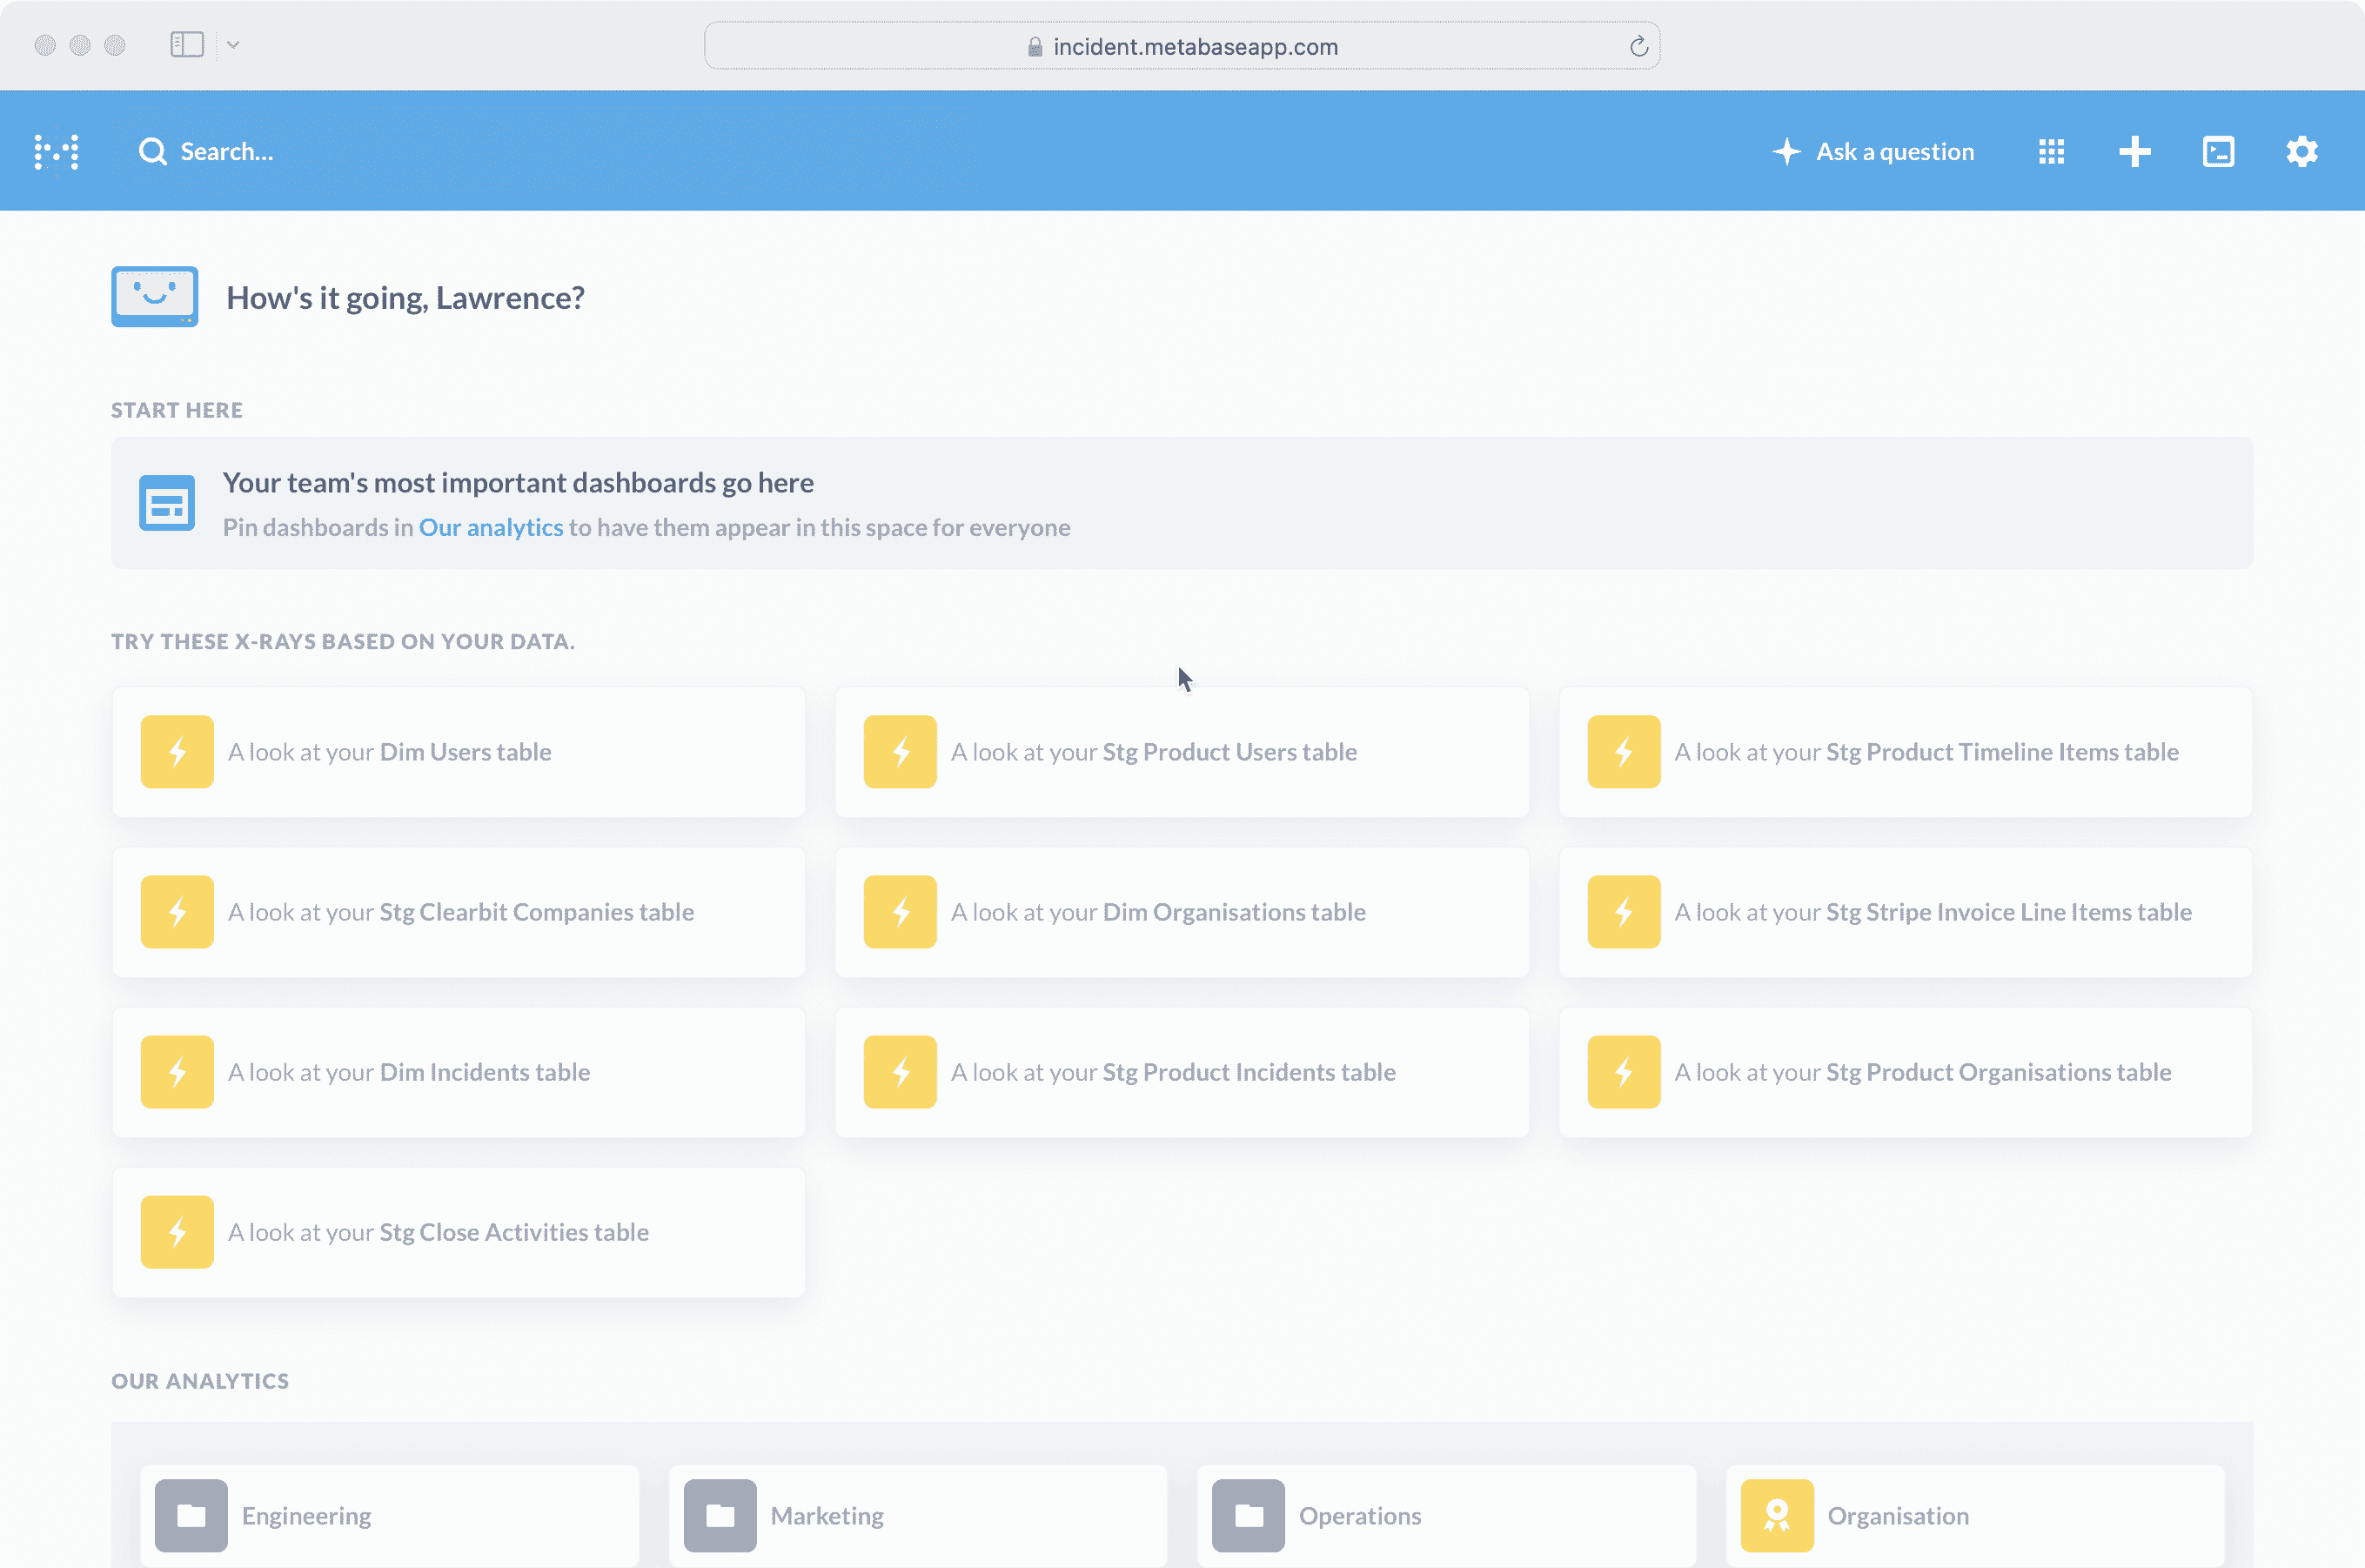 incident.metabaseapp.com
Search...
Ask a question
How's it going, Lawrence?
START HERE
Your team's most important dashboards go here
Pin dashboards in Our analytics to have them appear in this space for everyone
TRY THESE X-RAYS BASED ON YOUR DATA.
A look at your Dim Users table
A look at your Stg Product Users table
A look at your Stg Product Timeline Items table
A look at your Stg Clearbit Companies table
A look at your Dim Organisations table
A look at your Stg Stripe Invoice Line Items table
A look at your Dim Incidents table
A look at your Stg Product Incidents table
A look at your Stg Product Organisations table
A look at your Stg Close Activities table
OUR ANALYTICS
Engineering
Marketing
Operations
Organisation